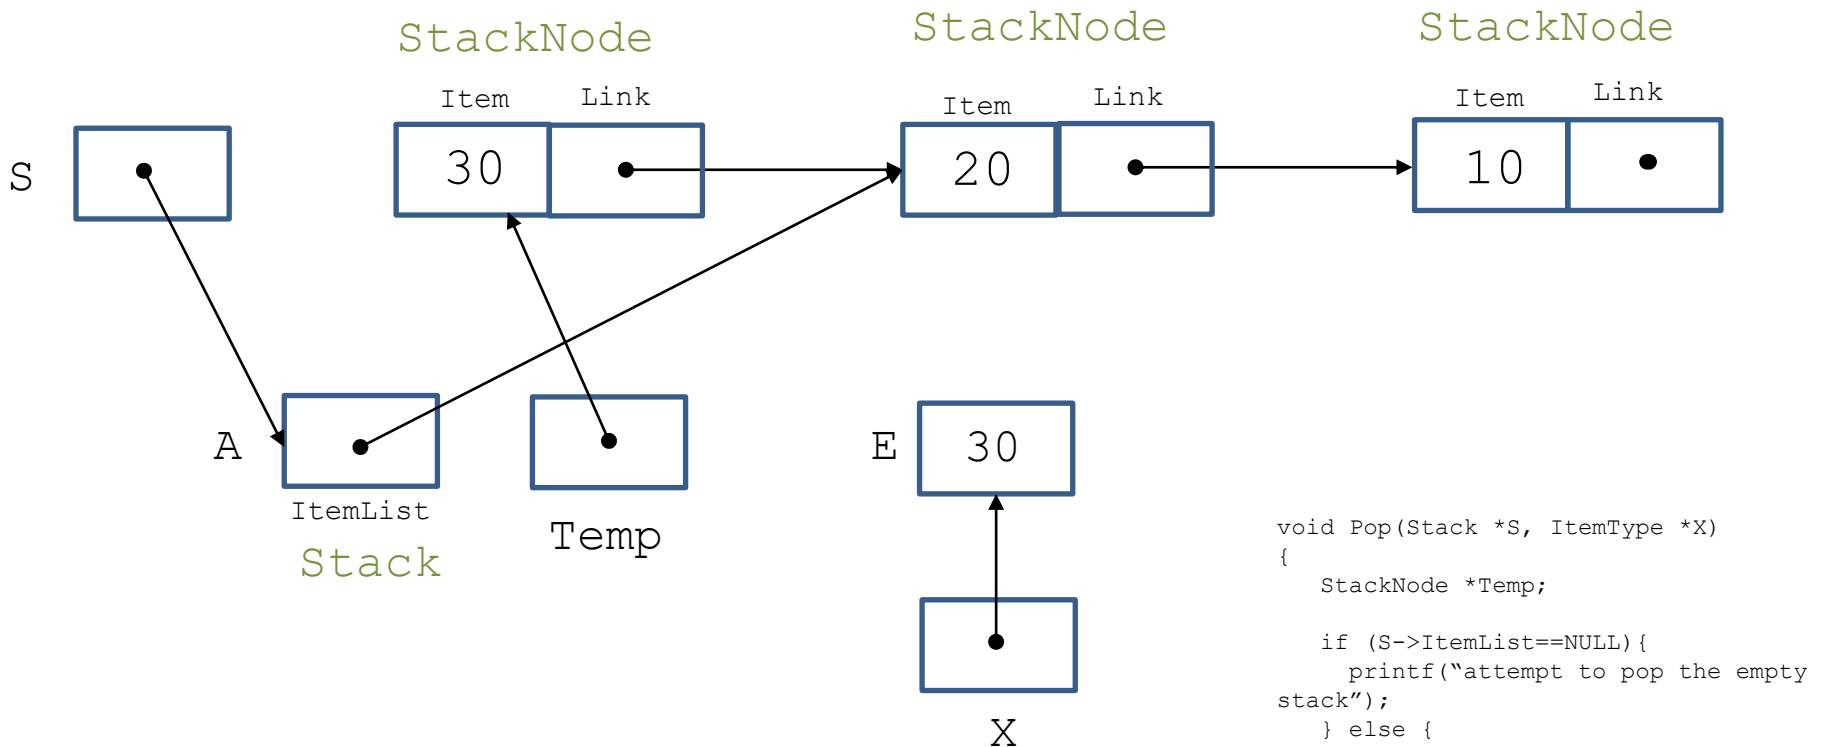 StackNode
StackNode
StackNode
Item Link
Item Link
Item Link
S
30
20
10
A
E
30
ItemList
Temp
Stack
X
void Pop(Stack *S, ItemType *X)
{
StackNode *Temp;
if (S->ItemList==NULL){
printf(“attempt to pop the empty
stack”);
} else {